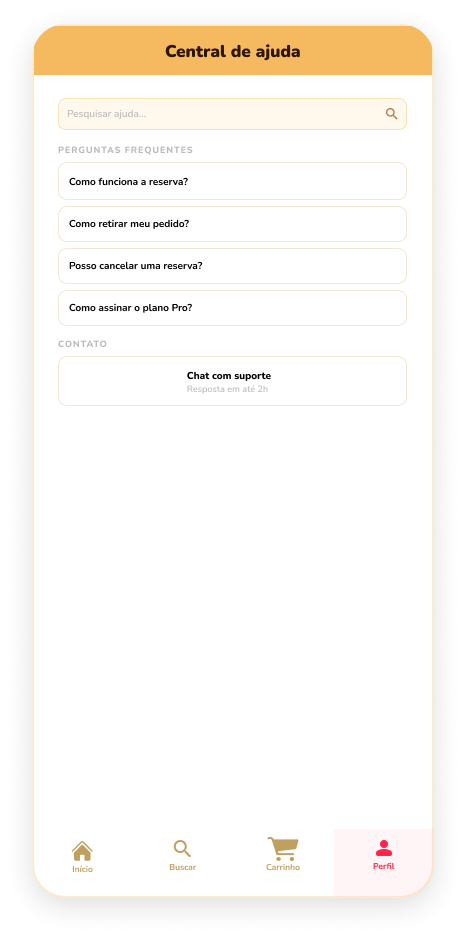 Central de ajuda
Pesquisar ajuda...
PERGUNTAS FREQUENTES
Como funciona a reserva?
Como retirar meu pedido?
Posso cancelar uma reserva?
Como assinar o plano Pro?
CONTATO
Chat com suporte
Resposta em até 2h
Início
Buscar
Carrinho
Perfil